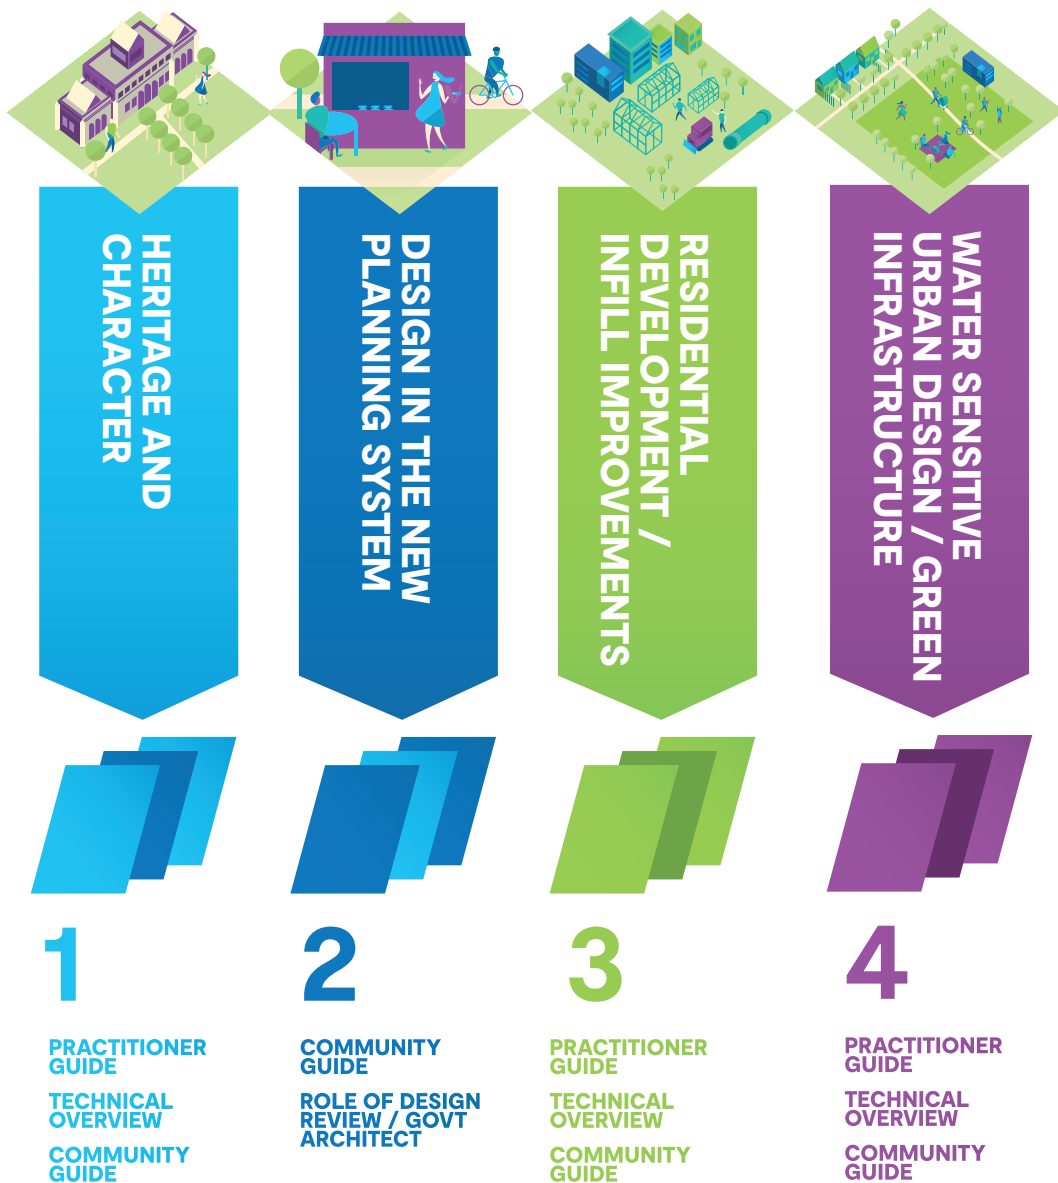 HERITAGE AND
CHARACTER
DESIGN IN THE NEW
PLANNING SYSTEM
RESIDENTIAL
DEVELOPMENT /
INFILL IMPROVEMENTS
WATER SENSITIVE
URBAN DESIGN / GREEN
INFRASTRUCTURE
1
PRACTITIONER
GUIDE
TECHNICAL
OVERVIEW
COMMUNITY
GUIDE
2
COMMUNITY
GUIDE
ROLE OF DESIGN
REVIEW / GOVT
ARCHITECT
3
PRACTITIONER
GUIDE
TECHNICAL
OVERVIEW
COMMUNITY
GUIDE
4
PRACTITIONER
GUIDE
TECHNICAL
OVERVIEW
COMMUNITY
GUIDE